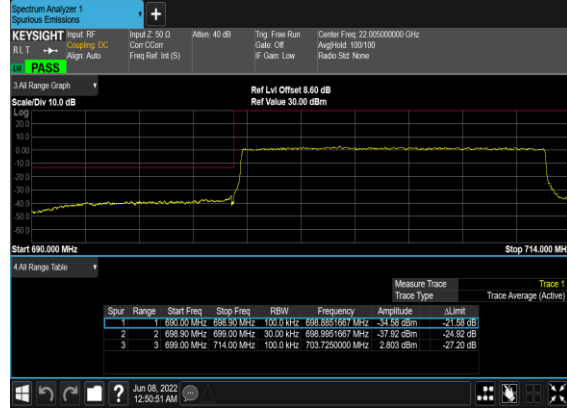 Spectrum Analyzer 1
Spurious Emissions
+
KEYSIGHT Input: RF
RLT Coupling: DC
Align: Auto
Input Z: 50 Ω
Corr CCorr
Freq Ref: Int (S)
Atten: 40 dB
Trig: Free Run
Gate: Off
IF Gain: Low
Center Freq: 22.005000000 GHz
Avg|Hold: 100/100
Radio Std: None
LW PASS
3 All Range Graph
Scale/Div 10.0 dB
Ref Lvl Offset 8.60 dB
Ref Value 30.00 dBm
Log
20.0
10.0
0.00
-10.0
-20.0
-30.0
-40.0
-50.0
-60.0
Start 690.000 MHz
Stop 714.000 MH
4 All Range Table
Measure Trace Trace 1
Trace Type Trace Average (Active)
Spur Range Start Freq Stop Freq RBW Frequency Amplitude ΔLimit
1 1 690.00 MHz 698.90 MHz 100.0 kHz 698.8851667 MHz -34.58 dBm -21.58 dB
2 2 698.90 MHz 699.00 MHz 30.00 kHz 698.9951667 MHz -37.92 dBm -24.92 dB
3 3 699.00 MHz 714.00 MHz 100.0 kHz 703.7250000 MHz 2.803 dBm -27.20 dB
?
Jun 08, 2022
12:50:51 AM